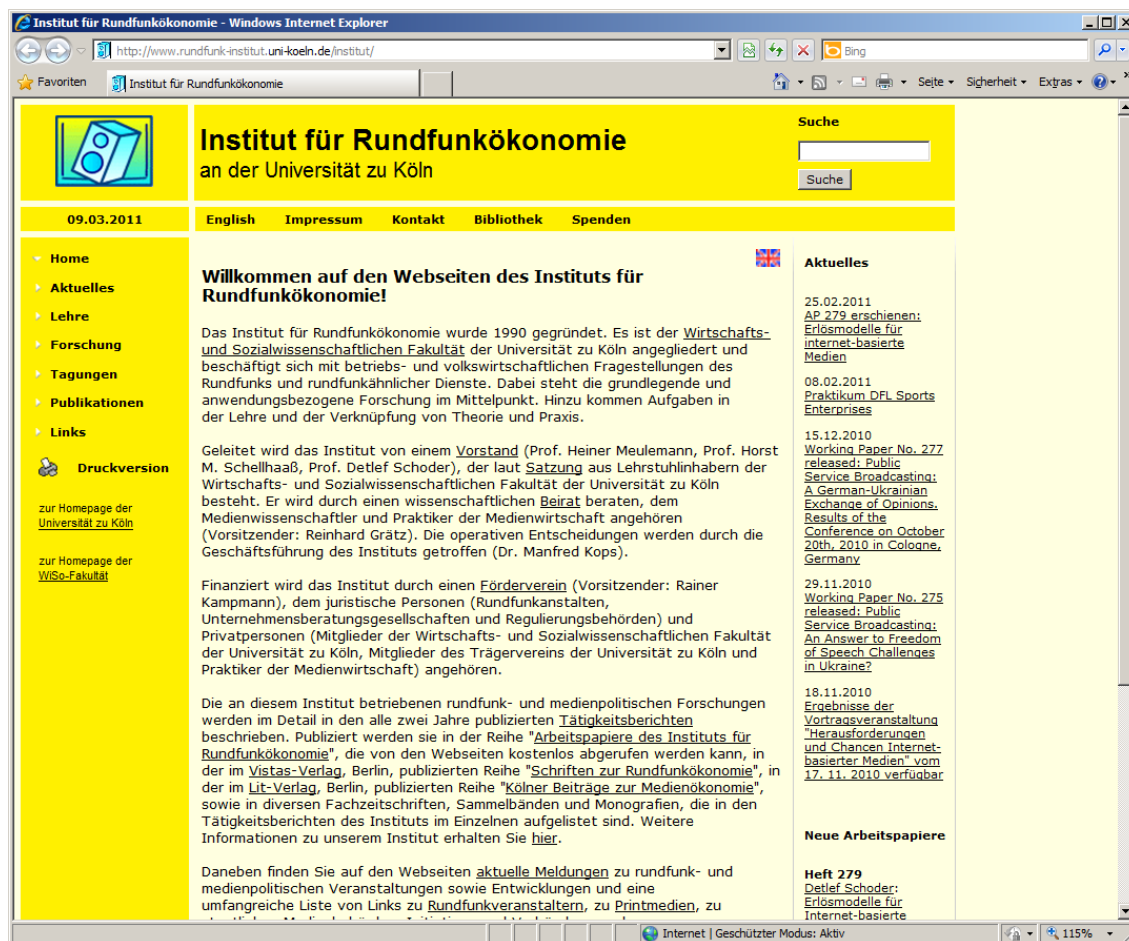 Institut für Rundfunkökonomie - Windows Internet Explorer
http://www.rundfunk-institut.uni-koeln.de/institut/
Bing
Favoriten
Institut für Rundfunkökonomie
Seite
Sicherheit
Extras
Institut für Rundfunkökonomie
an der Universität zu Köln
Suche
Suche
09.03.2011
English
Impressum
Kontakt
Bibliothek
Spenden
Home
Aktuelles
Lehre
Forschung
Tagungen
Publikationen
Links
Druckversion
zur Homepage der
Universität zu Köln
zur Homepage der
WiSo-Fakultät
Willkommen auf den Webseiten des Instituts für
Rundfunkökonomie!
Das Institut für Rundfunkökonomie wurde 1990 gegründet. Es ist der Wirtschafts-
und Sozialwissenschaftlichen Fakultät der Universität zu Köln angegliedert und
beschäftigt sich mit betriebs- und volkswirtschaftlichen Fragestellungen des
Rundfunks und rundfunkähnlicher Dienste. Dabei steht die grundlegende und
anwendungsbezogene Forschung im Mittelpunkt. Hinzu kommen Aufgaben in
der Lehre und der Verknüpfung von Theorie und Praxis.
Geleitet wird das Institut von einem Vorstand (Prof. Heiner Meulemann, Prof. Horst
M. Schellhaaß, Prof. Detlef Schoder), der laut Satzung aus Lehrstuhlinhabern der
Wirtschafts- und Sozialwissenschaftlichen Fakultät der Universität zu Köln
besteht. Er wird durch einen wissenschaftlichen Beirat beraten, dem
Medienwissenschaftler und Praktiker der Medienwirtschaft angehören
(Vorsitzender: Reinhard Grätz). Die operativen Entscheidungen werden durch die
Geschäftsführung des Instituts getroffen (Dr. Manfred Kops).
Finanziert wird das Institut durch einen Förderverein (Vorsitzender: Rainer
Kampmann), dem juristische Personen (Rundfunkanstalten,
Unternehmensberatungsgesellschaften und Regulierungsbehörden) und
Privatpersonen (Mitglieder der Wirtschafts- und Sozialwissenschaftlichen Fakultät
der Universität zu Köln, Mitglieder des Trägervereins der Universität zu Köln und
Praktiker der Medienwirtschaft) angehören.
Die an diesem Institut betriebenen rundfunk- und medienpolitischen Forschungen
werden im Detail in den alle zwei Jahre publizierten Tätigkeitsberichten
beschrieben. Publiziert werden sie in der Reihe "Arbeitspapiere des Instituts für
Rundfunkökonomie", die von den Webseiten kostenlos abgerufen werden kann, in
der im Vistas-Verlag, Berlin, publizierten Reihe "Schriften zur Rundfunkökonomie", in
der im Lit-Verlag, Berlin, publizierten Reihe "Kölner Beiträge zur Medienökonomie",
sowie in diversen Fachzeitschriften, Sammelbänden und Monografien, die in den
Tätigkeitsberichten des Instituts im Einzelnen aufgelistet sind. Weitere
Informationen zu unserem Institut erhalten Sie hier.
Daneben finden Sie auf den Webseiten aktuelle Meldungen zu rundfunk- und
medienpolitischen Veranstaltungen sowie Entwicklungen und eine
umfangreiche Liste von Links zu Rundfunkveranstaltern, zu Printmedien, zu
Aktuelles
25.02.2011
AP 279 erschienen:
Erlösmodelle für
internet-basierte
Medien
08.02.2011
Praktikum DFL Sports
Enterprises
15.12.2010
Working Paper No. 277
released: Public
Service Broadcasting:
A German-Ukrainian
Exchange of Opinions.
Results of the
Conference on October
20th, 2010 in Cologne,
Germany
29.11.2010
Working Paper No. 275
released: Public
Service Broadcasting:
An Answer to Freedom
of Speech Challenges
in Ukraine?
18.11.2010
Ergebnisse der
Vortragsveranstaltung
"Herausforderungen
und Chancen Internet-
basierter Medien" vom
17. 11. 2010 verfügbar
Neue Arbeitspapiere
Heft 279
Detlef Schoder:
Erlösmodelle für
Internet-basierte
Internet | Geschützter Modus: Aktiv
115%